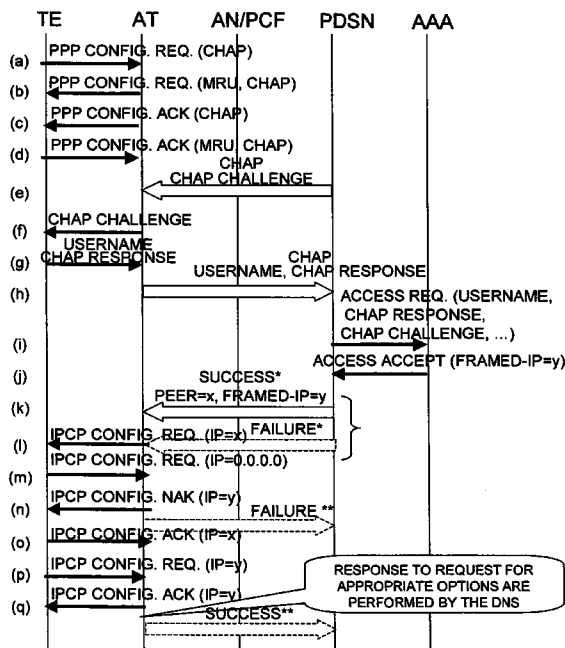 TE AT AN/PCF PDSN AAA
(a) PPP CONFIG. REQ. (CHAP)
(b) PPP CONFIG. REQ. (MRU, CHAP)
(c) PPP CONFIG. ACK (CHAP)
(d) PPP CONFIG. ACK (MRU, CHAP)
CHAP
(e) CHAP CHALLENGE
(f) CHAP CHALLENGE
USERNAME
(g) CHAP RESPONSE
CHAP
USERNAME, CHAP RESPONSE
(h)
ACCESS REQ. (USERNAME,
CHAP RESPONSE,
CHAP CHALLENGE, ...)
(i)
ACCESS ACCEPT (FRAMED-IP=y)
(j)
SUCCESS*
PEER=x, FRAMED-IP=y
(k)
FAILURE*
IPCP CONFIG. REQ. (IP=x)
(l)
IPCP CONFIG. REQ. (IP=0.0.0.0)
(m)
IPCP CONFIG. NAK (IP=y)
(n)
FAILURE **
IPCP CONFIG. ACK (IP=x)
(o)
IPCP CONFIG. REQ. (IP=y)
(p)
IPCP CONFIG. ACK (IP=y)
(q)
RESPONSE TO REQUEST FOR
APPROPRIATE OPTIONS ARE
PERFORMED BY THE DNS
SUCCESS**